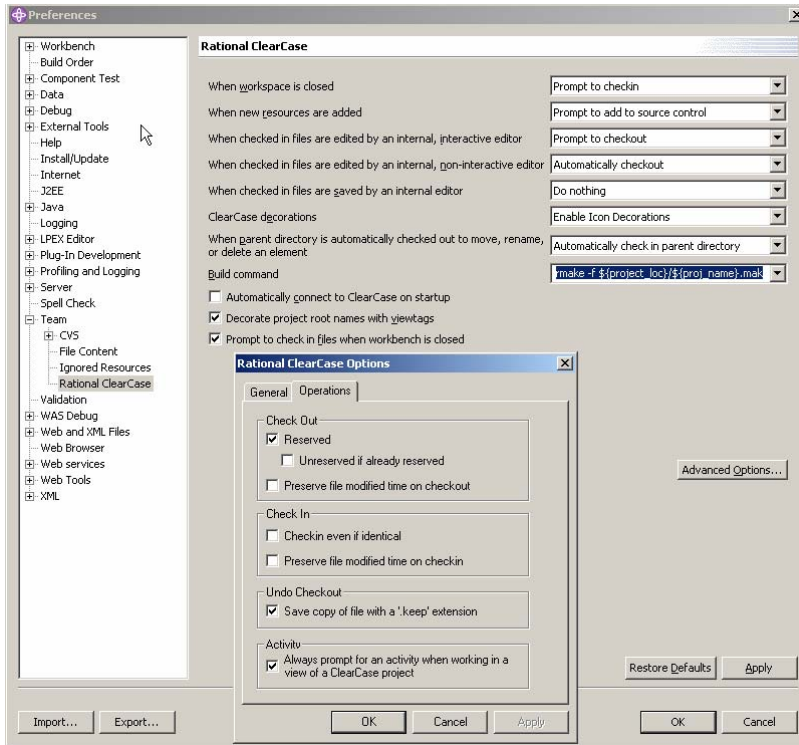 Preferences
Workbench
Build Order
Component Test
Data
Debug
External Tools
Help
Install/Update
Internet
J2EE
Java
Logging
LPEX Editor
Plug-In Development
Profiling and Logging
Server
Spell Check
Team
CVS
File Content
Ignored Resources
Rational ClearCase
Validation
WAS Debug
Web and XML Files
Web Browser
Web services
Web Tools
XML
Rational ClearCase
When workspace is closed Prompt to checkin
When new resources are added Prompt to add to source control
When checked in files are edited by an internal, interactive editor Prompt to checkout
When checked in files are edited by an internal, non-interactive editor Automatically checkout
When checked in files are saved by an internal editor Do nothing
ClearCase decorations Enable Icon Decorations
When parent directory is automatically checked out to move, rename,
or delete an element Automatically check in parent directory
Build command rmake -f ${project_loc}/${proj_name}.mak
Automatically connect to ClearCase on startup
Decorate project root names with viewtags
Prompt to check in files when workbench is closed
Rational ClearCase Options
General Operations
Check Out
Reserved
Unreserved if already reserved
Preserve file modified time on checkout
Check In
Checkin even if identical
Preserve file modified time on checkin
Undo Checkout
Save copy of file with a '.keep' extension
Activity
Always prompt for an activity when working in a
view of a ClearCase project
OK Cancel Apply
Advanced Options...
Restore Defaults Apply
Import... Export... OK Cancel